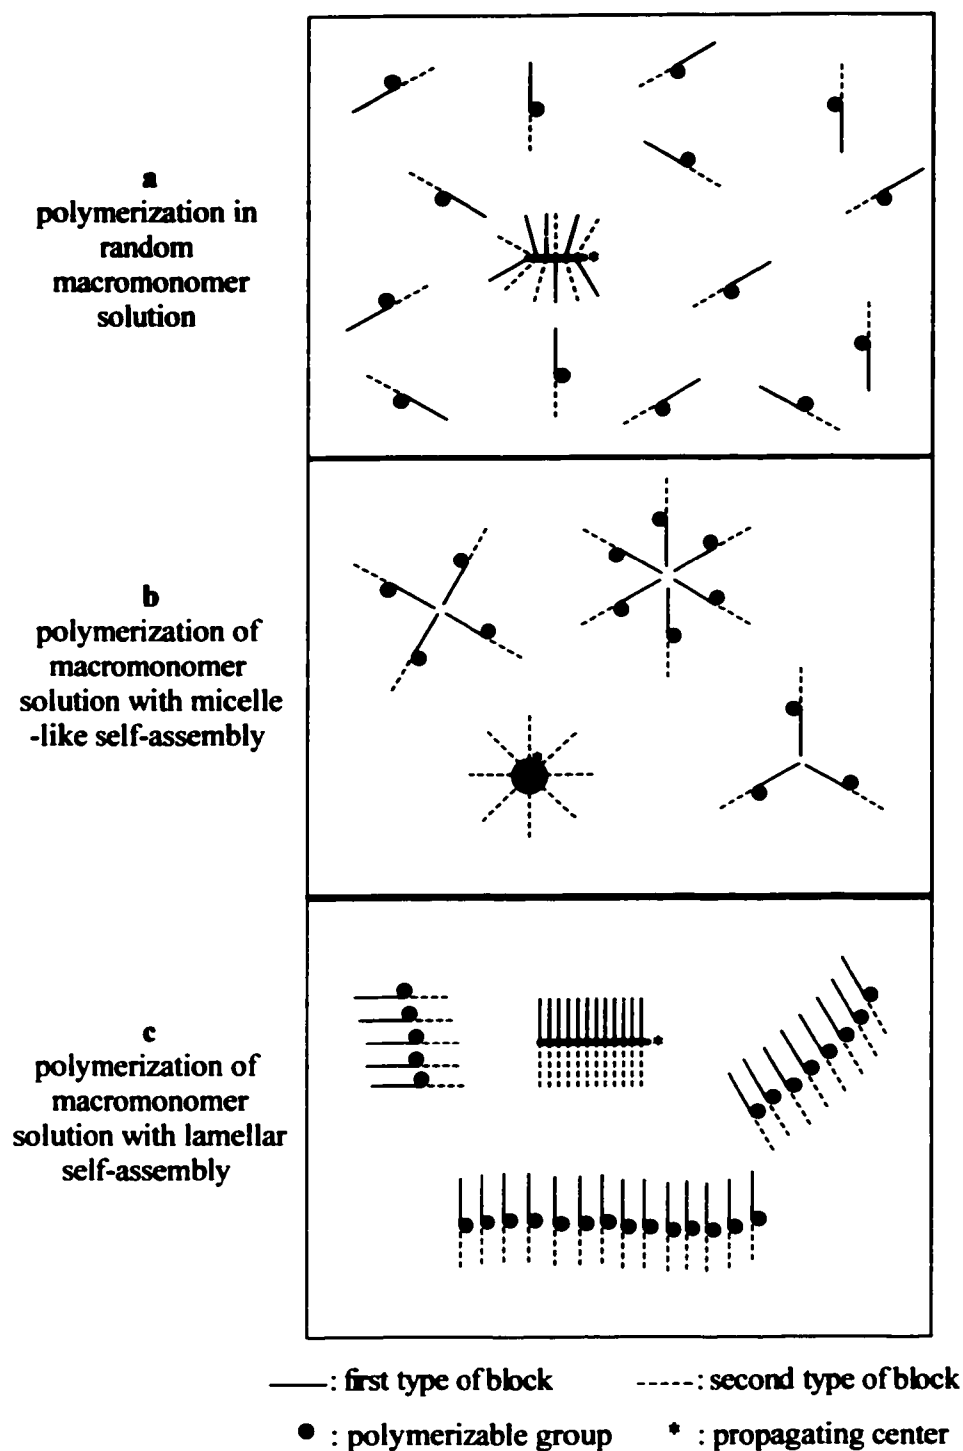 a
polymerization in
random
macromonomer
solution
b
polymerization of
macromonomer
solution with micelle
-like self-assembly
c
polymerization of
macromonomer
solution with lamellar
self-assembly
*
*
*
——: first type of block -----: second type of block
● : polymerizable group * : propagating center